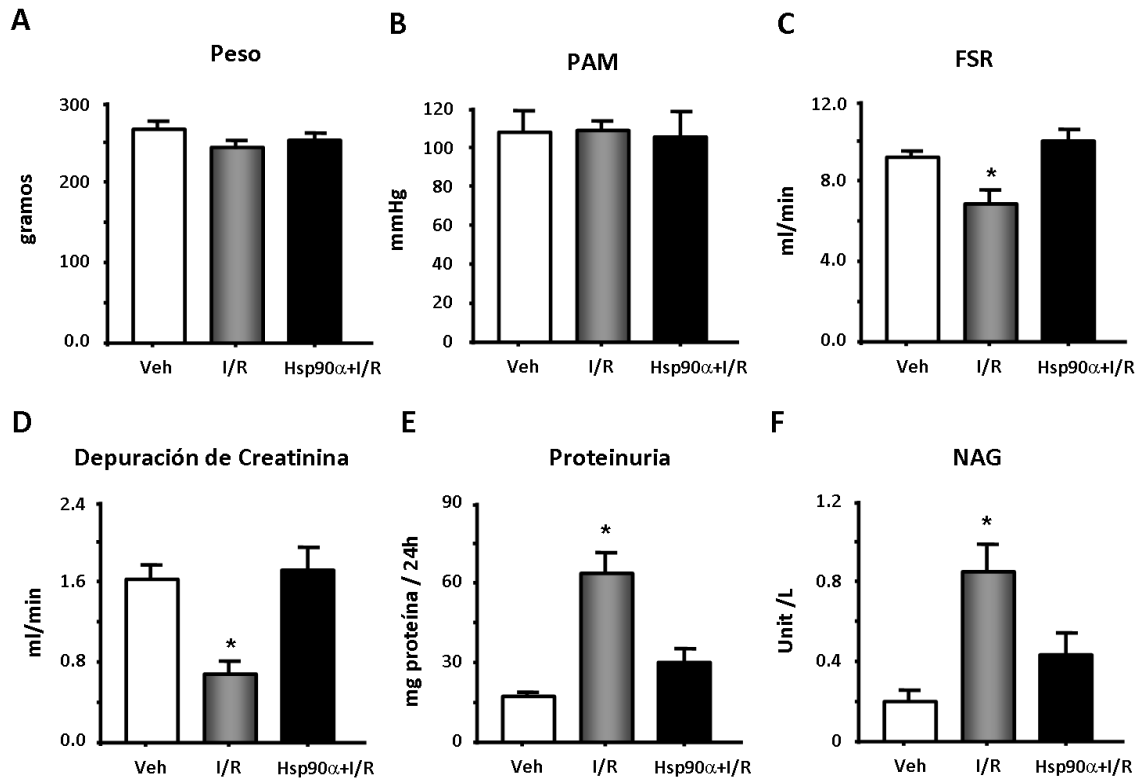 A
Peso
gramos
300
200
100
0.0
Veh I/R Hsp90α+I/R
B
PAM
mmHg
120
100
80
60
40
20
0
Veh I/R Hsp90α+I/R
C
FSR
ml/min
12.0
8.0
4.0
0.0
*
Veh I/R Hsp90α+I/R
D
Depuración de Creatinina
ml/min
2.4
1.6
0.8
0.0
*
Veh I/R Hsp90α+I/R
E
Proteinuria
mg proteína / 24h
90
60
30
0
*
Veh I/R Hsp90α+I/R
F
NAG
Unit /L
1.2
0.8
0.4
0
*
Veh I/R Hsp90α+I/R